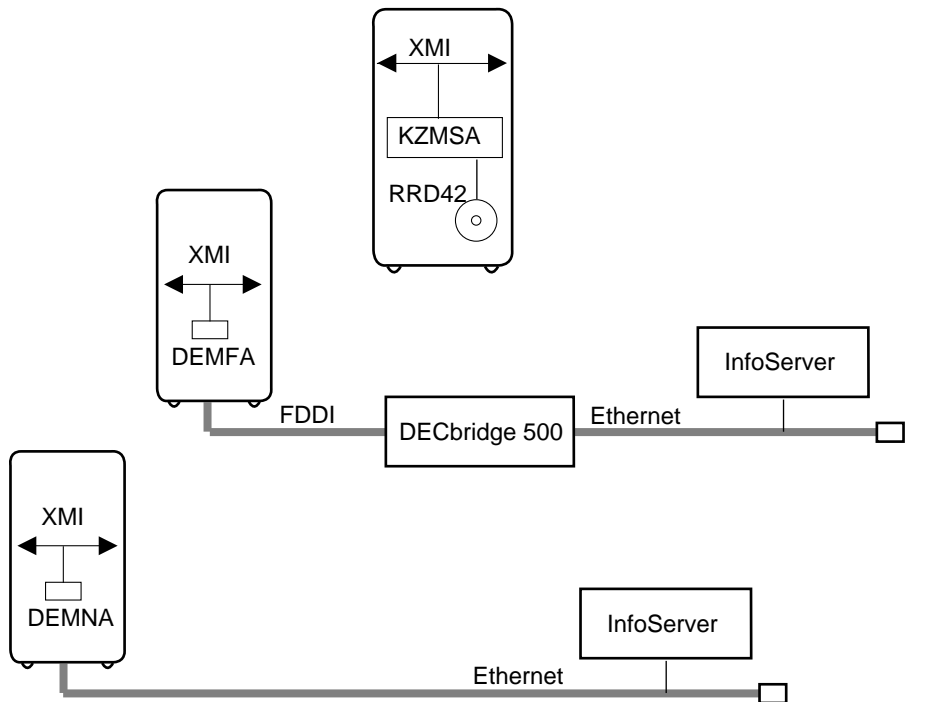 XMI
KZMSA
RRD42
XMI
DEMFA
InfoServer
FDDI
DECbridge 500
Ethernet
XMI
DEMNA
InfoServer
Ethernet